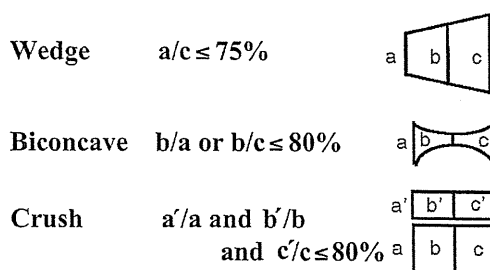 Wedge a/c ≤ 75% a b c
Biconcave b/a or b/c ≤ 80% a b c
a' b' c'
Crush a′/a and b′/b
and c′/c ≤ 80% a b c